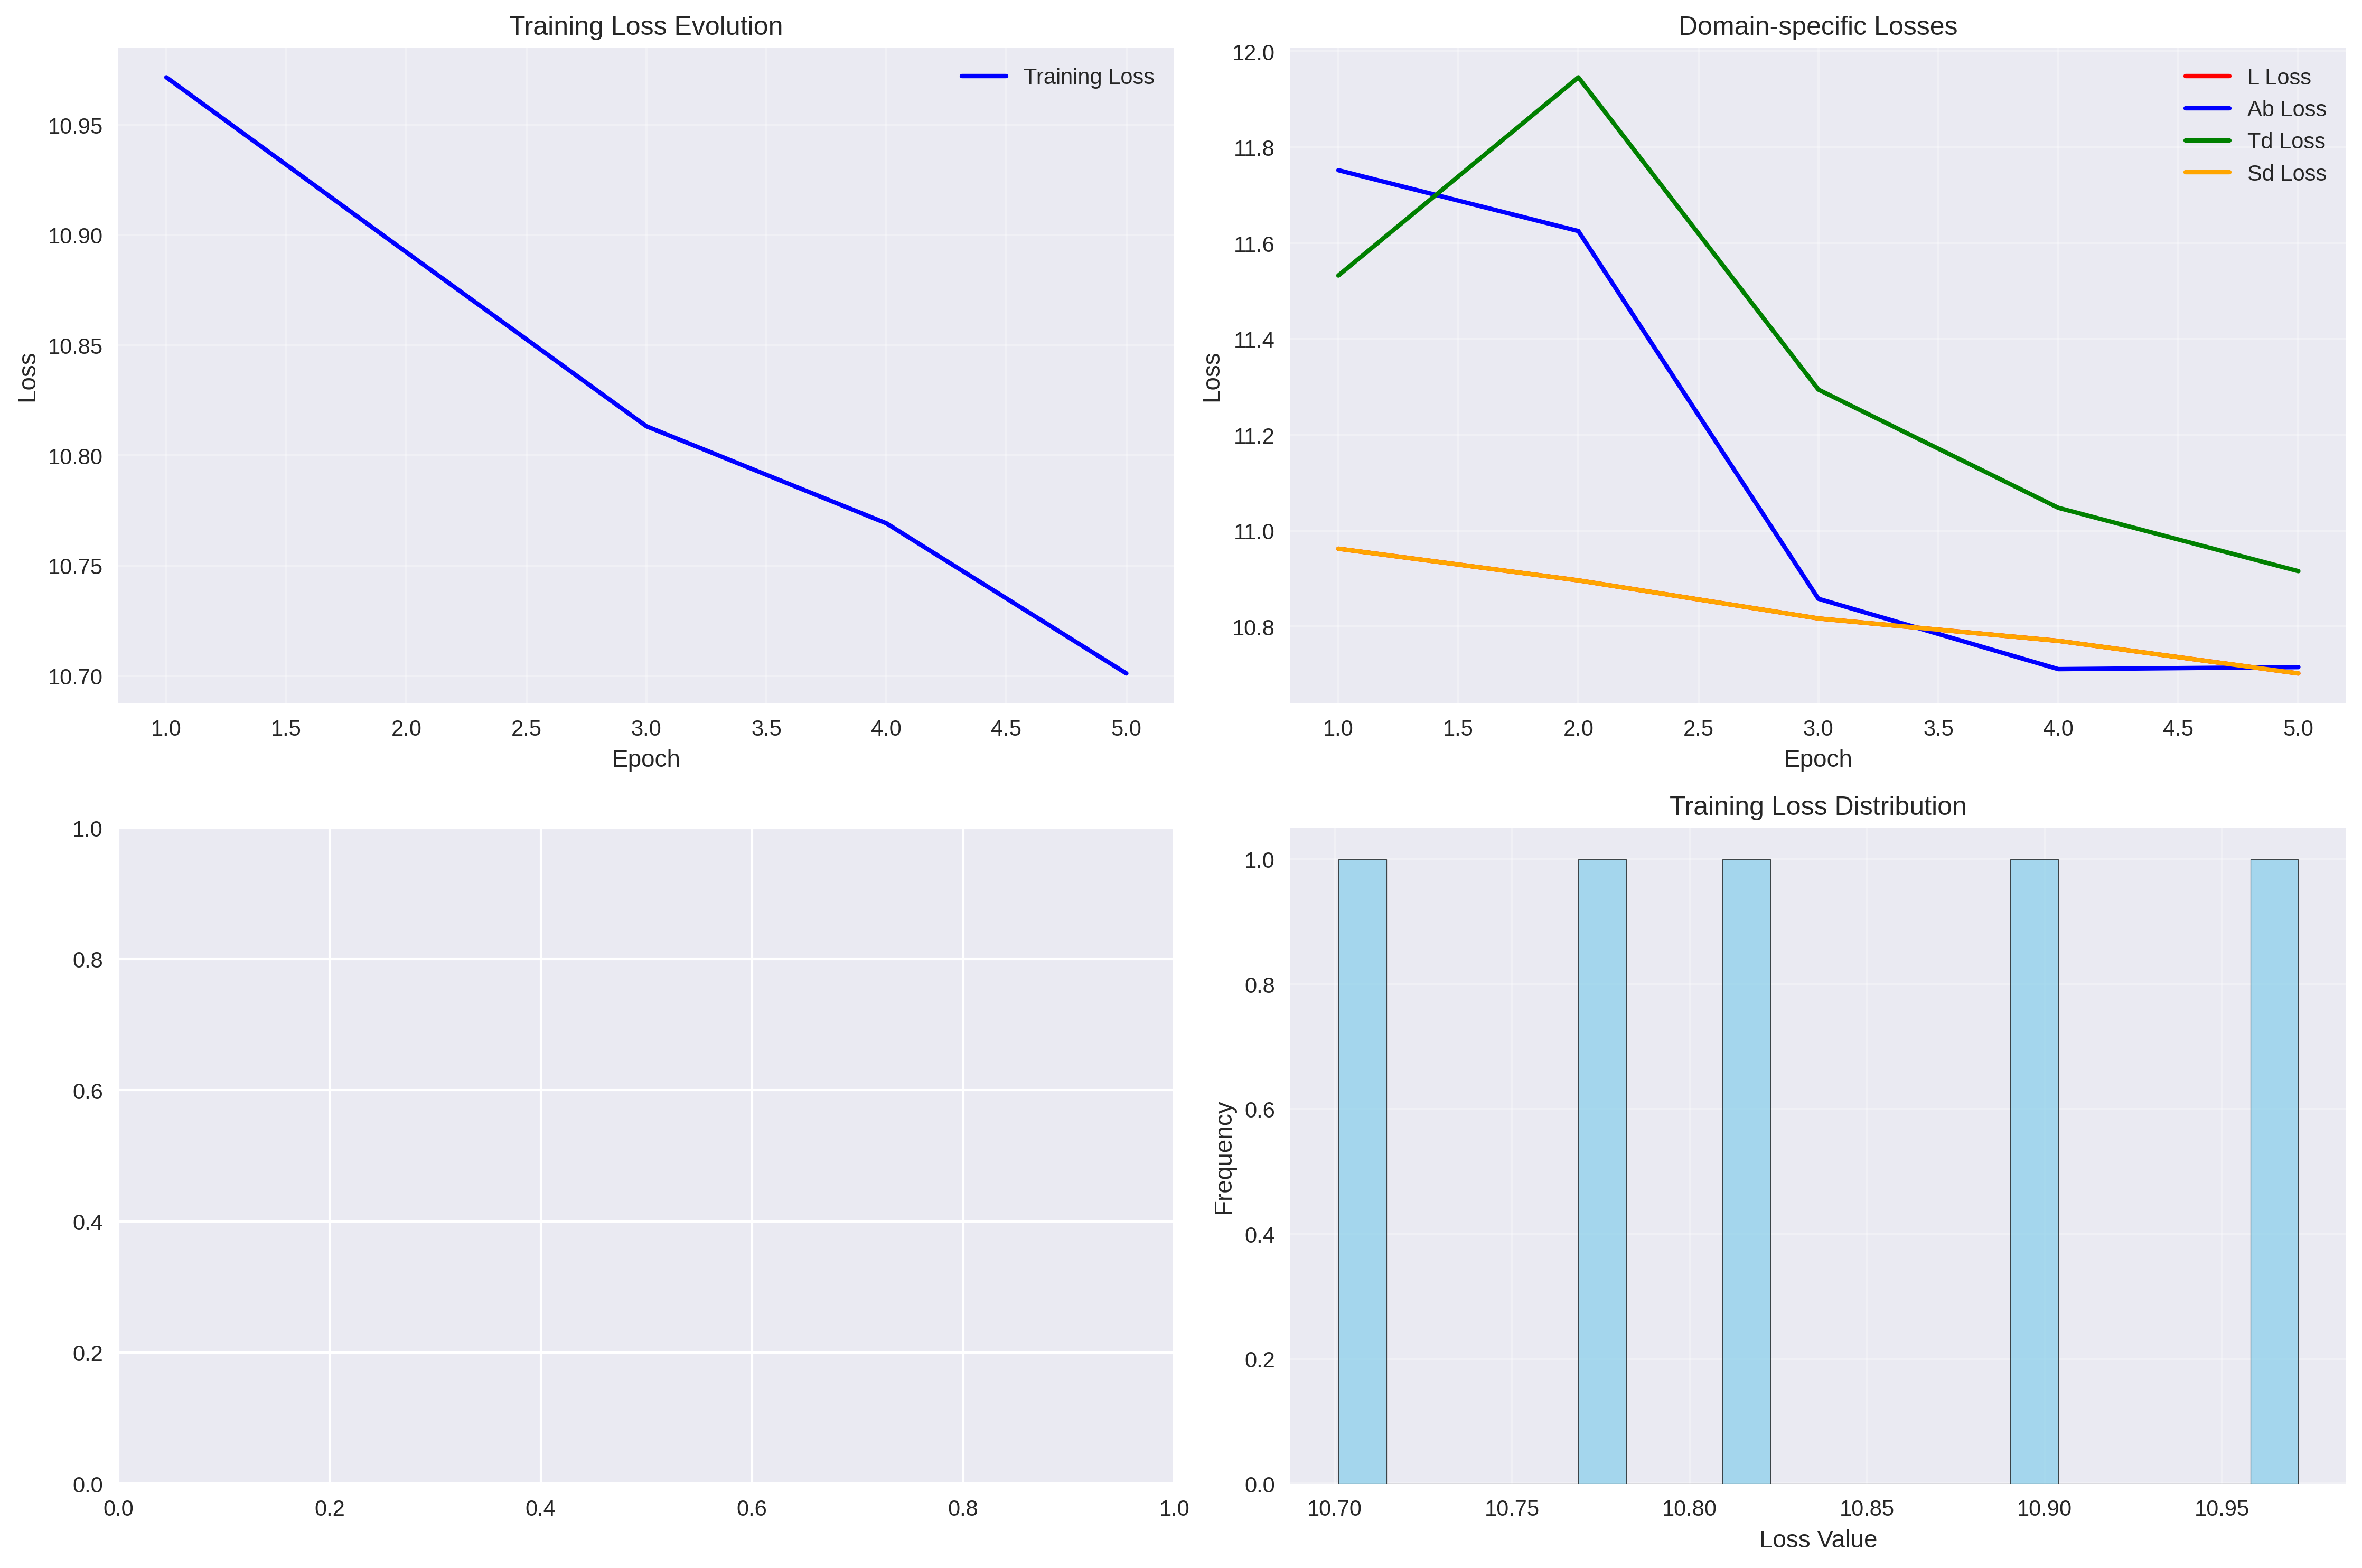 Training Loss Evolution
Training Loss
Loss
10.95
10.90
10.85
10.80
10.75
10.70
1.0 1.5 2.0 2.5 3.0 3.5 4.0 4.5 5.0
Epoch
Domain-specific Losses
L Loss
Ab Loss
Td Loss
Sd Loss
Loss
12.0
11.8
11.6
11.4
11.2
11.0
10.8
1.0 1.5 2.0 2.5 3.0 3.5 4.0 4.5 5.0
Epoch
1.0
0.8
0.6
0.4
0.2
0.0
0.0 0.2 0.4 0.6 0.8 1.0
Training Loss Distribution
Frequency
1.0
0.8
0.6
0.4
0.2
0.0
10.70 10.75 10.80 10.85 10.90 10.95
Loss Value